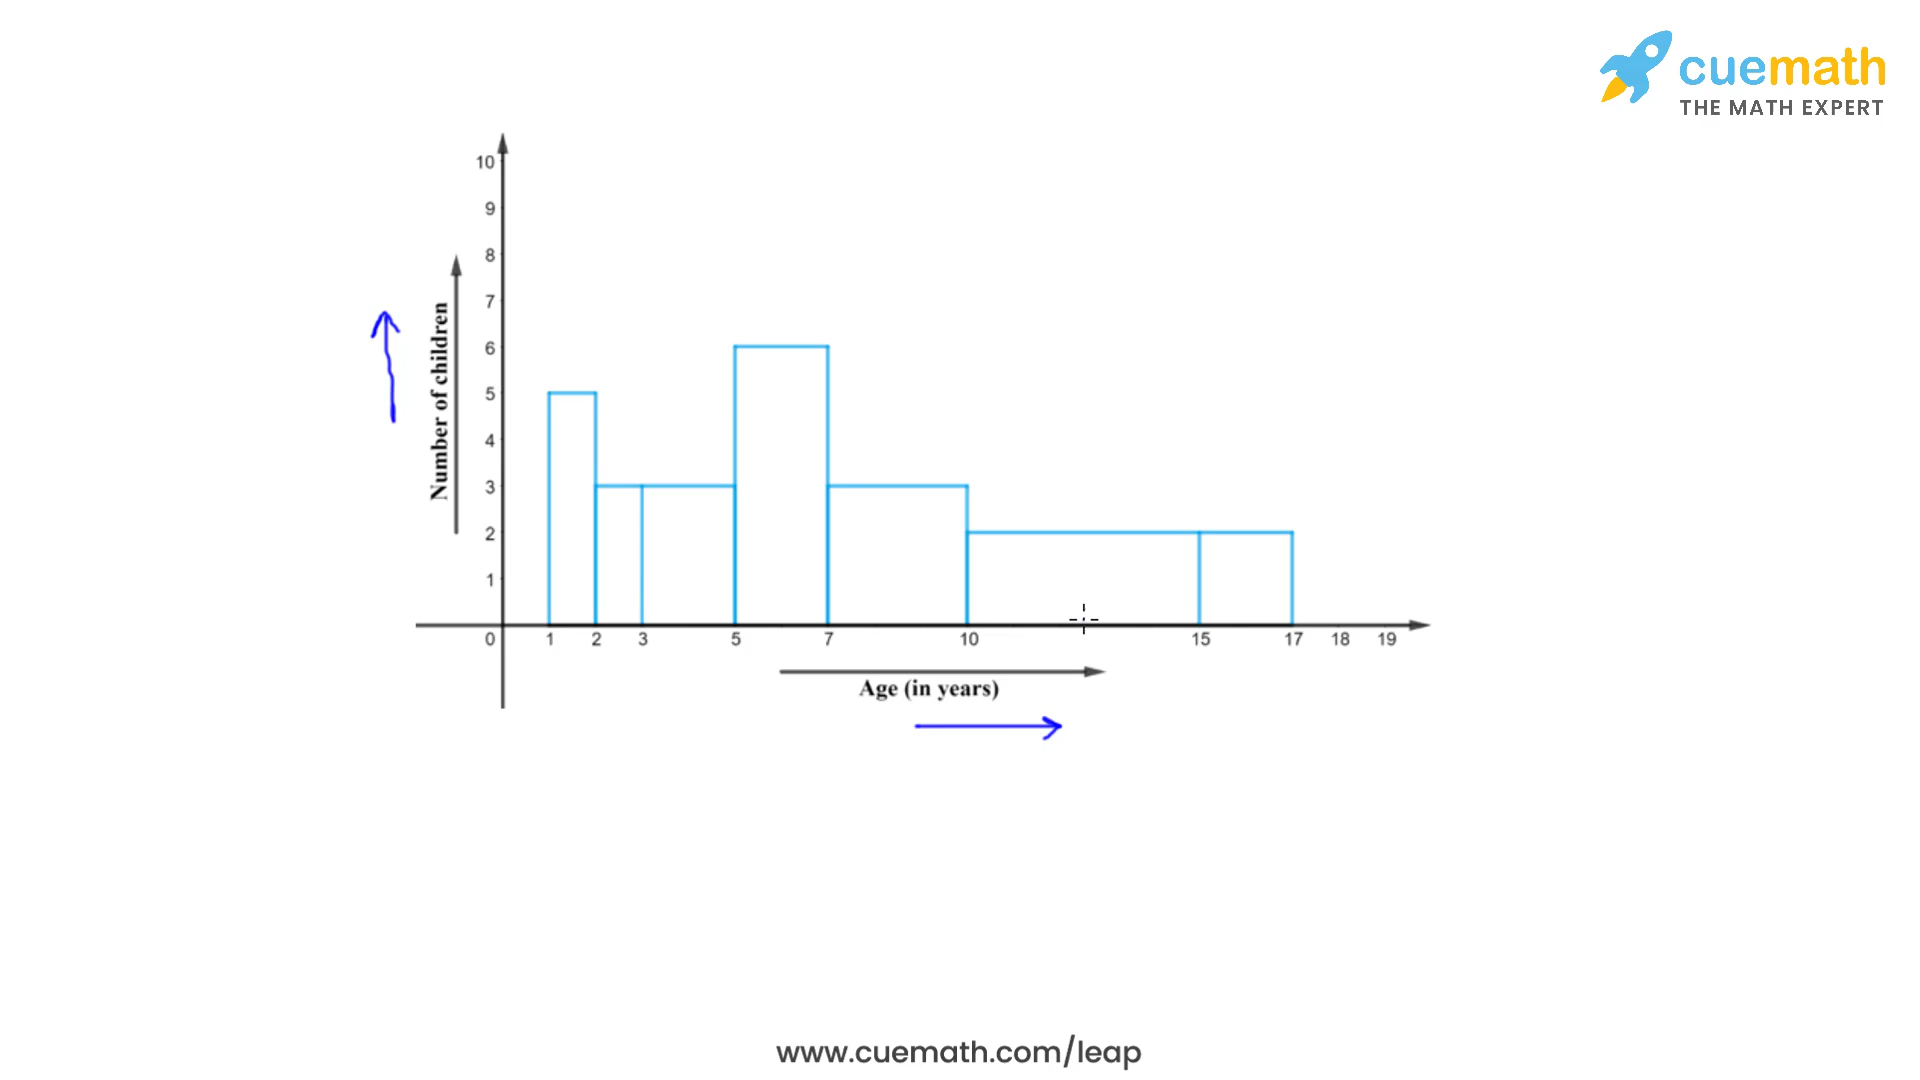 cuemath
THE MATH EXPERT
10
9
8
7
6
5
4
3
2
1
Number of children
0 1 2 3 5 7 10 15 17 18 19
Age (in years)
www.cuemath.com/leap